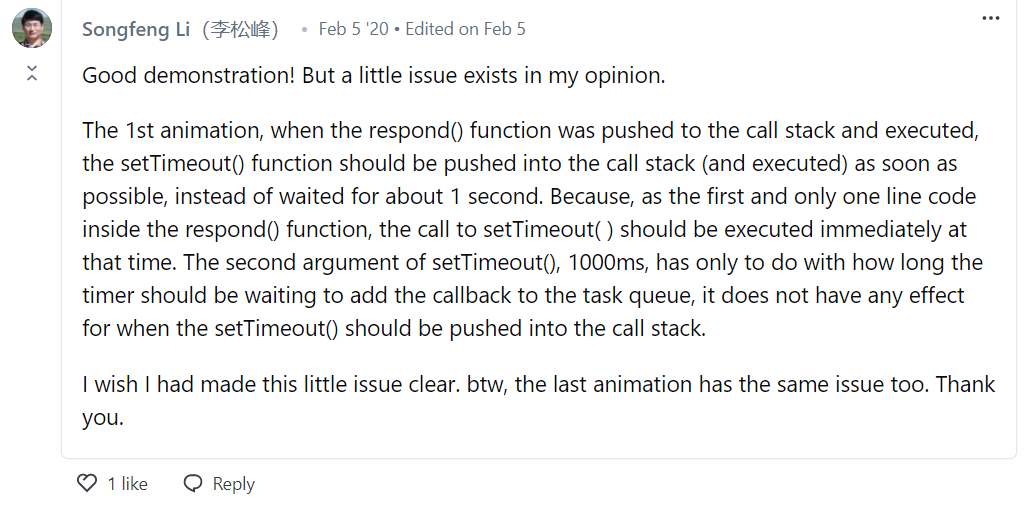 Songfeng Li（李松峰） • Feb 5 '20 • Edited on Feb 5
Good demonstration! But a little issue exists in my opinion.
The 1st animation, when the respond() function was pushed to the call stack and executed,
the setTimeout() function should be pushed into the call stack (and executed) as soon as
possible, instead of waited for about 1 second. Because, as the first and only one line code
inside the respond() function, the call to setTimeout( ) should be executed immediately at
that time. The second argument of setTimeout(), 1000ms, has only to do with how long the
timer should be waiting to add the callback to the task queue, it does not have any effect
for when the setTimeout() should be pushed into the call stack.
I wish I had made this little issue clear. btw, the last animation has the same issue too. Thank
you.
1 like Reply